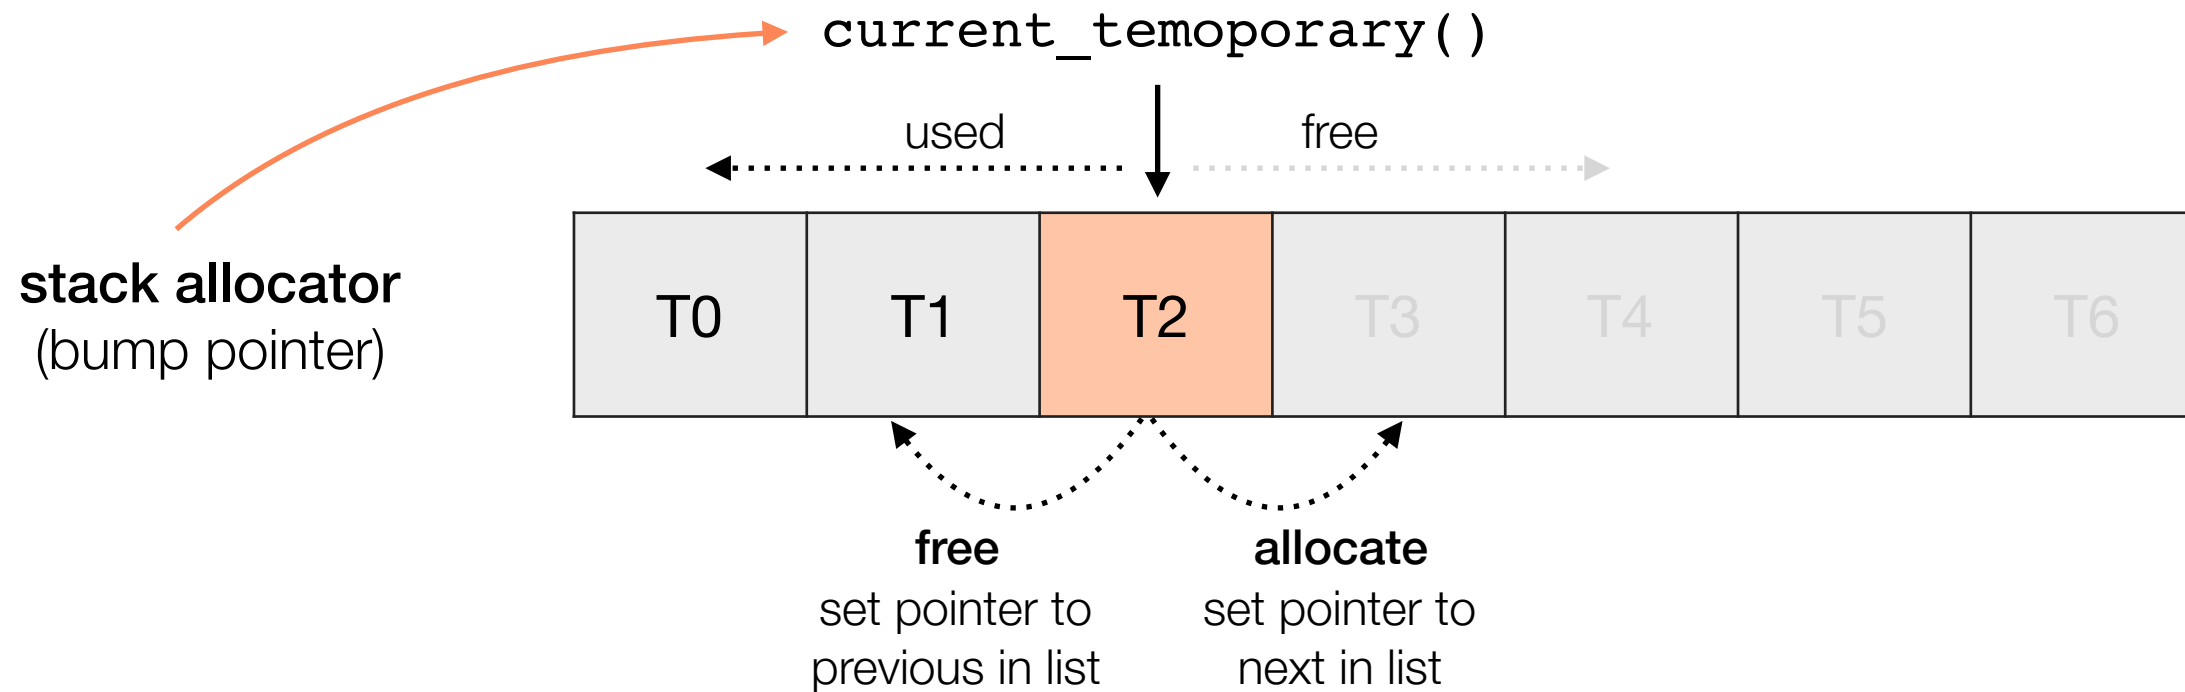 current_temoporary()
used
free
stack allocator
(bump pointer)
T0
T1
T2
T3
T4
T5
T6
free
set pointer to
previous in list
allocate
set pointer to
next in list